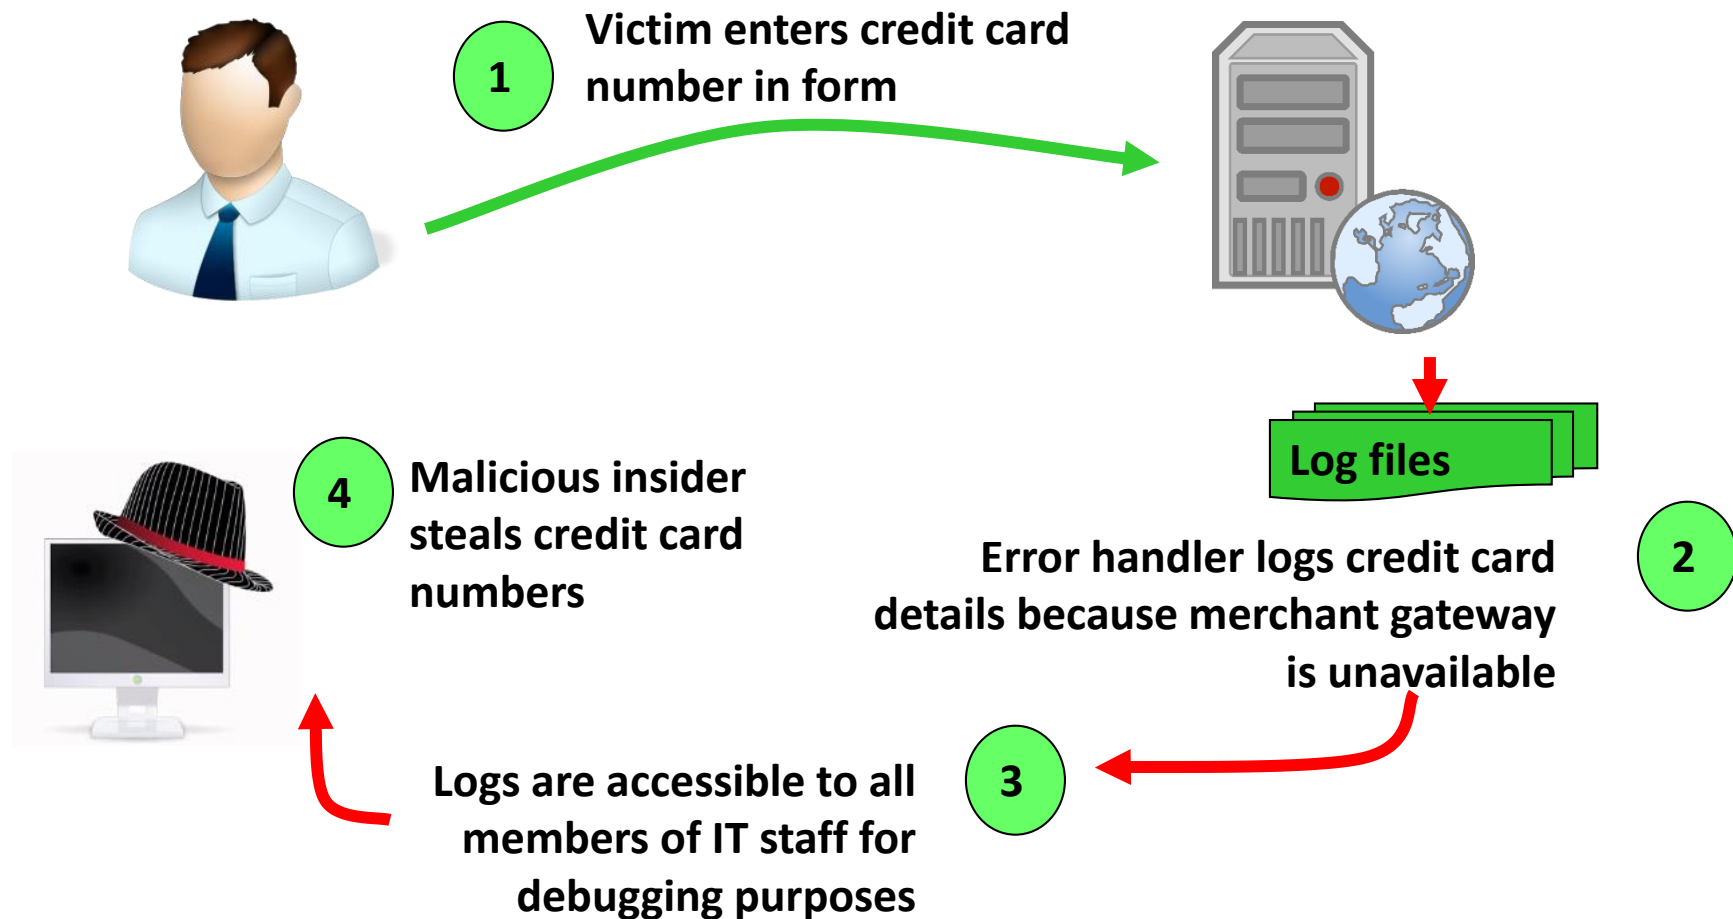 1
Victim enters credit card
number in form
Log files
2
Error handler logs credit card
details because merchant gateway
is unavailable
3
Logs are accessible to all
members of IT staff for
debugging purposes
4
Malicious insider
steals credit card
numbers